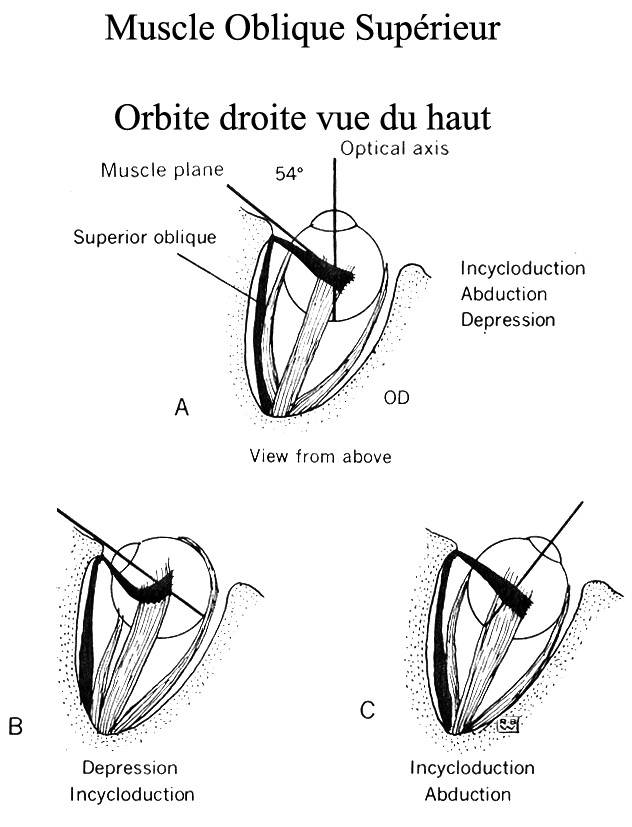 Muscle Oblique Supérieur
Orbite droite vue du haut
Optical axis
Muscle plane
54°
Superior oblique
Incycloduction
Abduction
Depression
A
OD
View from above
B
C
Depression
Incycloduction
Incycloduction
Abduction